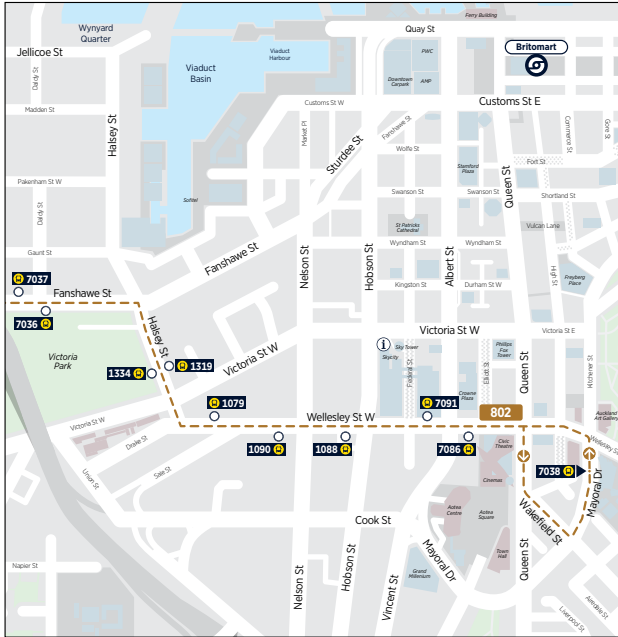 Ferry Building
Wynyard
Quarter
Quay St
Jellicoe St
Viaduct
Harbour
PWC
Britomart
Viaduct
Basin
Daldy St
Downtown
Carpark
AMP
Customs St W
Customs St E
Madden St
Halsey St
Market Pl
Sturdee St
Fanshawe St
Commerce St
Gore St
Wolfe St
Fort St
Stamford
Plaza
Queen St
Pakenham St W
Swanson St
Swanson St
Shortland St
Daldy St
Sofitel
St Patricks
Cathedral
Vulcan Lane
Gaunt St
Fanshawe St
Nelson St
Hobson St
Wyndham St
Albert St
Wyndham St
High St
Freyberg
Place
7037
Kingston St
Durham St W
Fanshawe St
7036
Halsey St
Victoria St W
Victoria St E
Victoria
Park
Victoria St W
i
Sky Tower
Skycity
Federal St
Phillips
Fox
Tower
Elliott St
Queen St
Kitchener St
1334
1319
Crowne
Plaza
1079
7091
802
Auckland
Art Gallery
Wellesley St W
Victoria St W
Drake St
1090
1088
7086
Civic
Theatre
Wellesley St
Union St
Sale St
Cinemas
7038
Mayoral Dr
Aotea
Centre
Aotea
Square
Wakefield St
Cook St
Mayoral Dr
Town
Hall
Napier St
Nelson St
Hobson St
Vincent St
Grand
Millenium
Queen St
Airedale St
Liverpool St